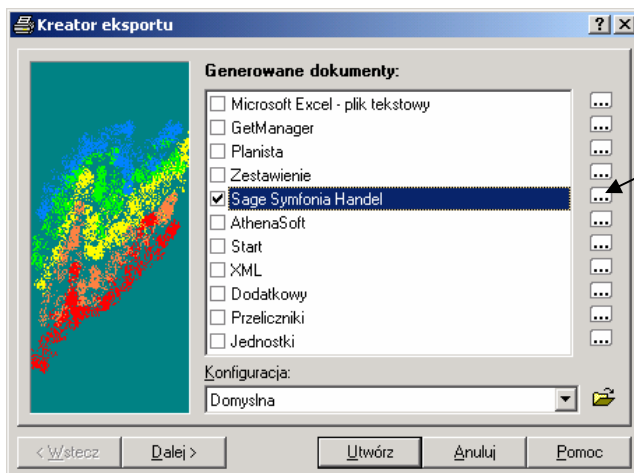 Kreator eksportu
Generowane dokumenty:
Microsoft Excel - plik tekstowy
GetManager
Planista
Zestawienie
Sage Symfonia Handel
AthenaSoft
Start
XML
Dodatkowy
Przeliczniki
Jednostki
Konfiguracja:
Domyslna
< Wstecz
Dalej >
Utwórz
Anuluj
Pomoc